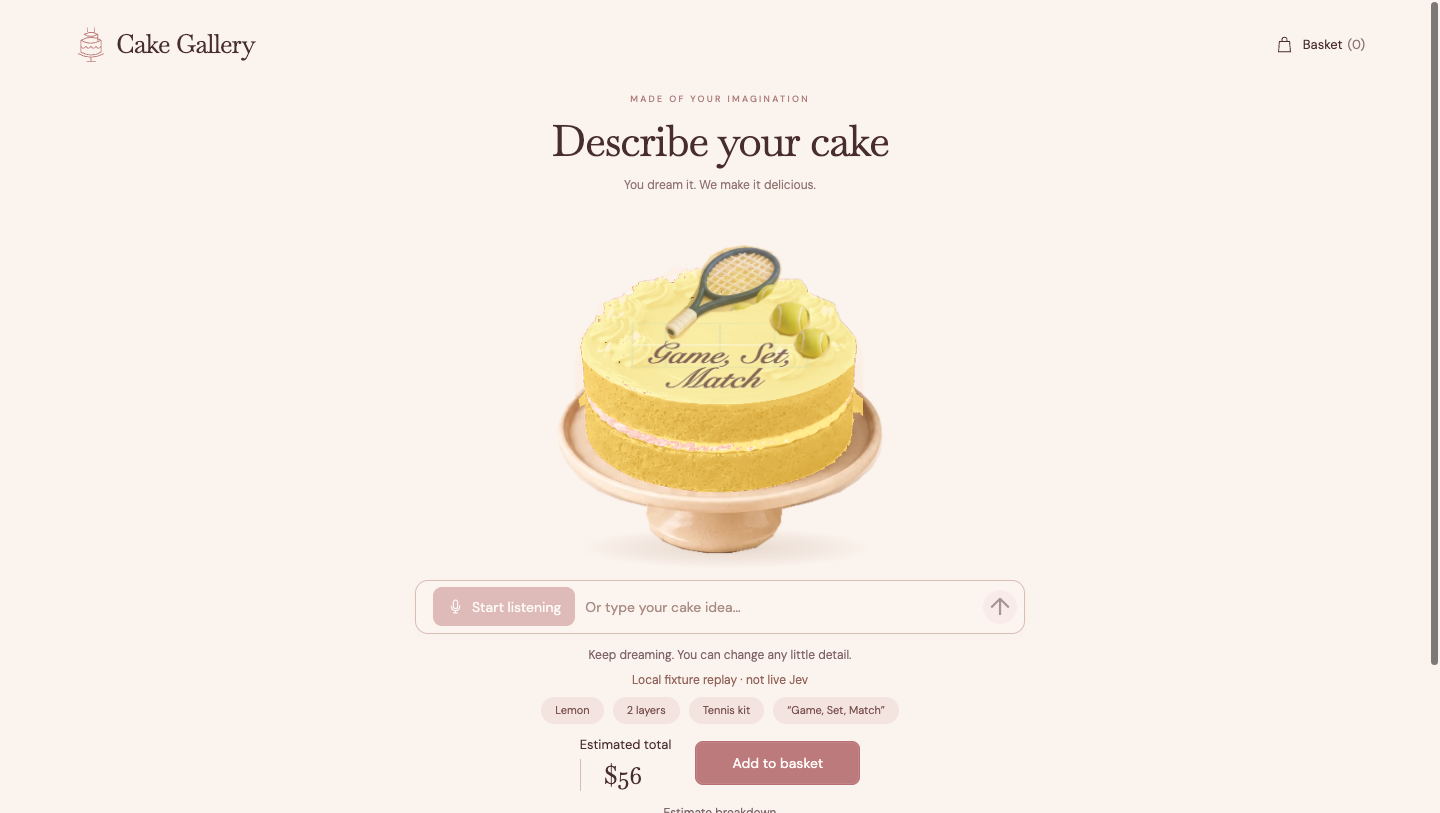 Cake Gallery
Basket (0)
MADE OF YOUR IMAGINATION
Describe your cake
You dream it. We make it delicious.
Game, Set,
Match
Start listening
Or type your cake idea…
Keep dreaming. You can change any little detail.
Local fixture replay · not live Jev
Lemon
2 layers
Tennis kit
“Game, Set, Match”
Estimated total
$56
Add to basket
Estimate breakdown